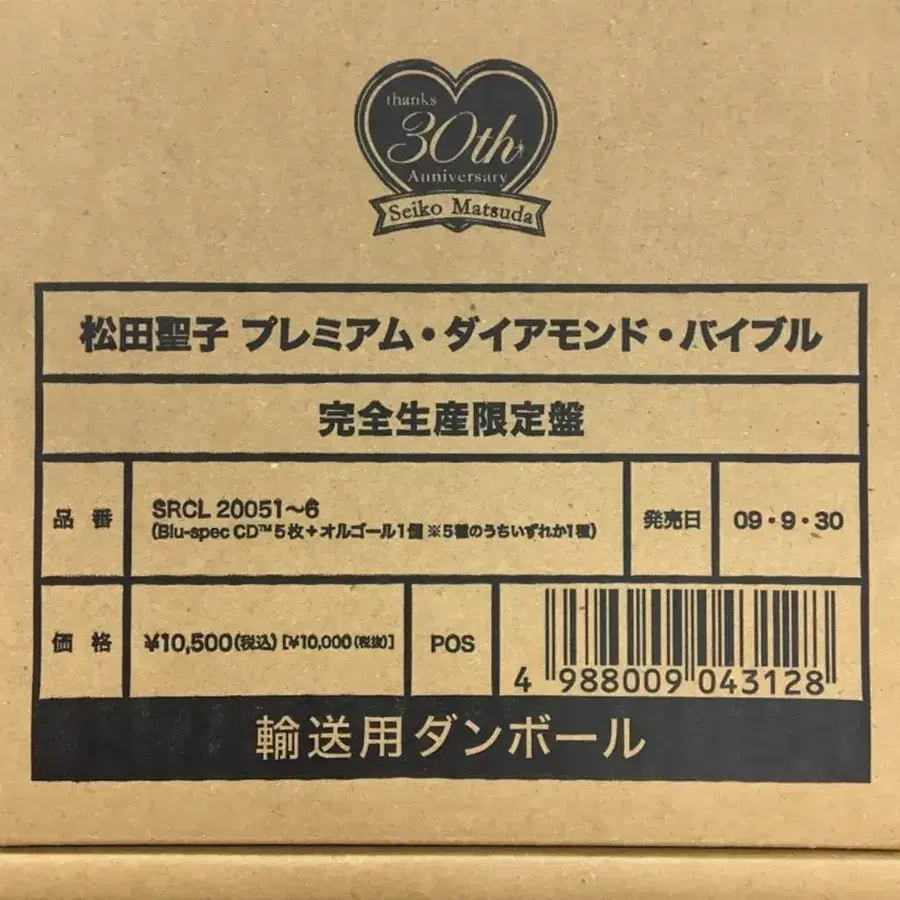 thanks
30th
Anniversary
Seiko Matsuda
松田聖子 プレミアム・ダイアモンド・バイブル
完全生産限定盤
品番 SRCL 20051～6 発売日 09・9・30
(Blu-spec CD™5枚＋オルゴール1個 ※5種のうちいずれか1種)
価格 ¥10,500(税込) [¥10,000(税抜)] POS
4 988009 043128
輸送用ダンボール